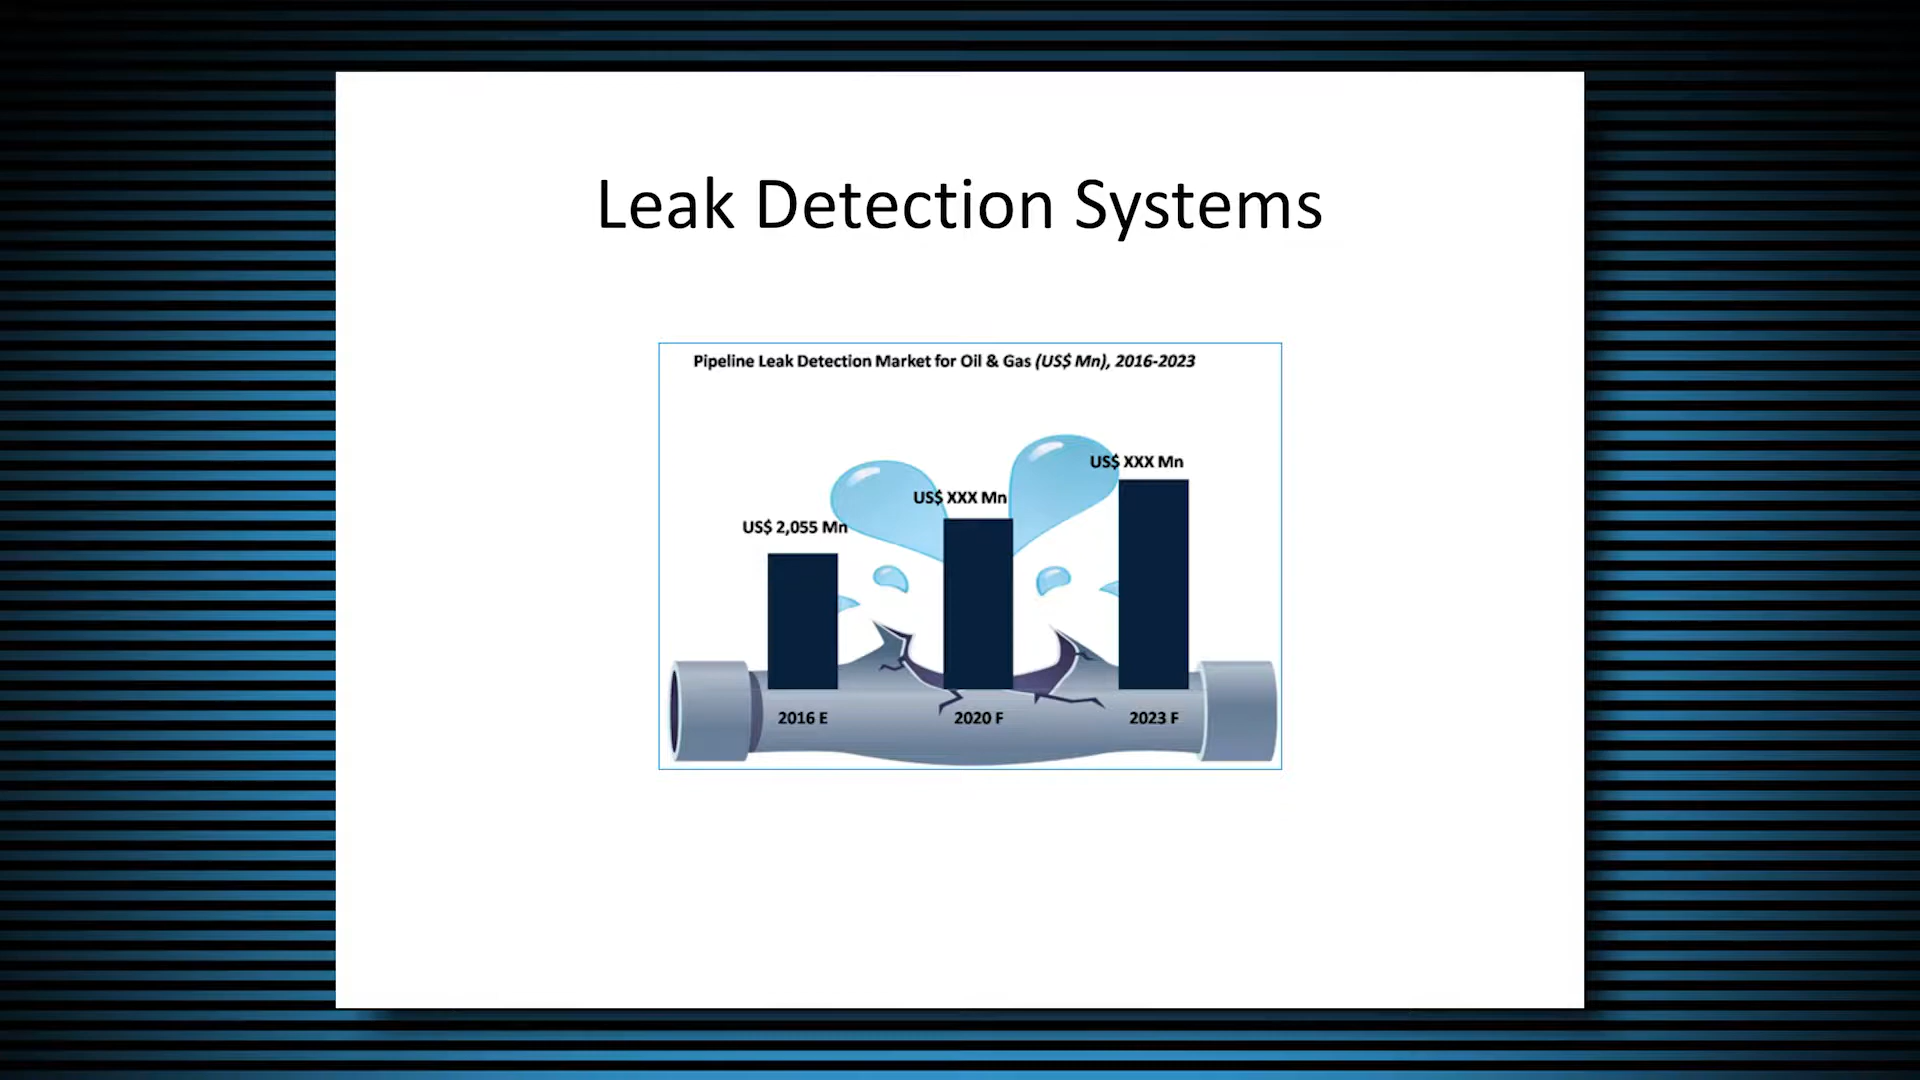 Leak Detection Systems
Pipeline Leak Detection Market for Oil & Gas (US$ Mn), 2016-2023
US$ XXX Mn
US$ XXX Mn
US$ 2,055 Mn
2016 E
2020 F
2023 F